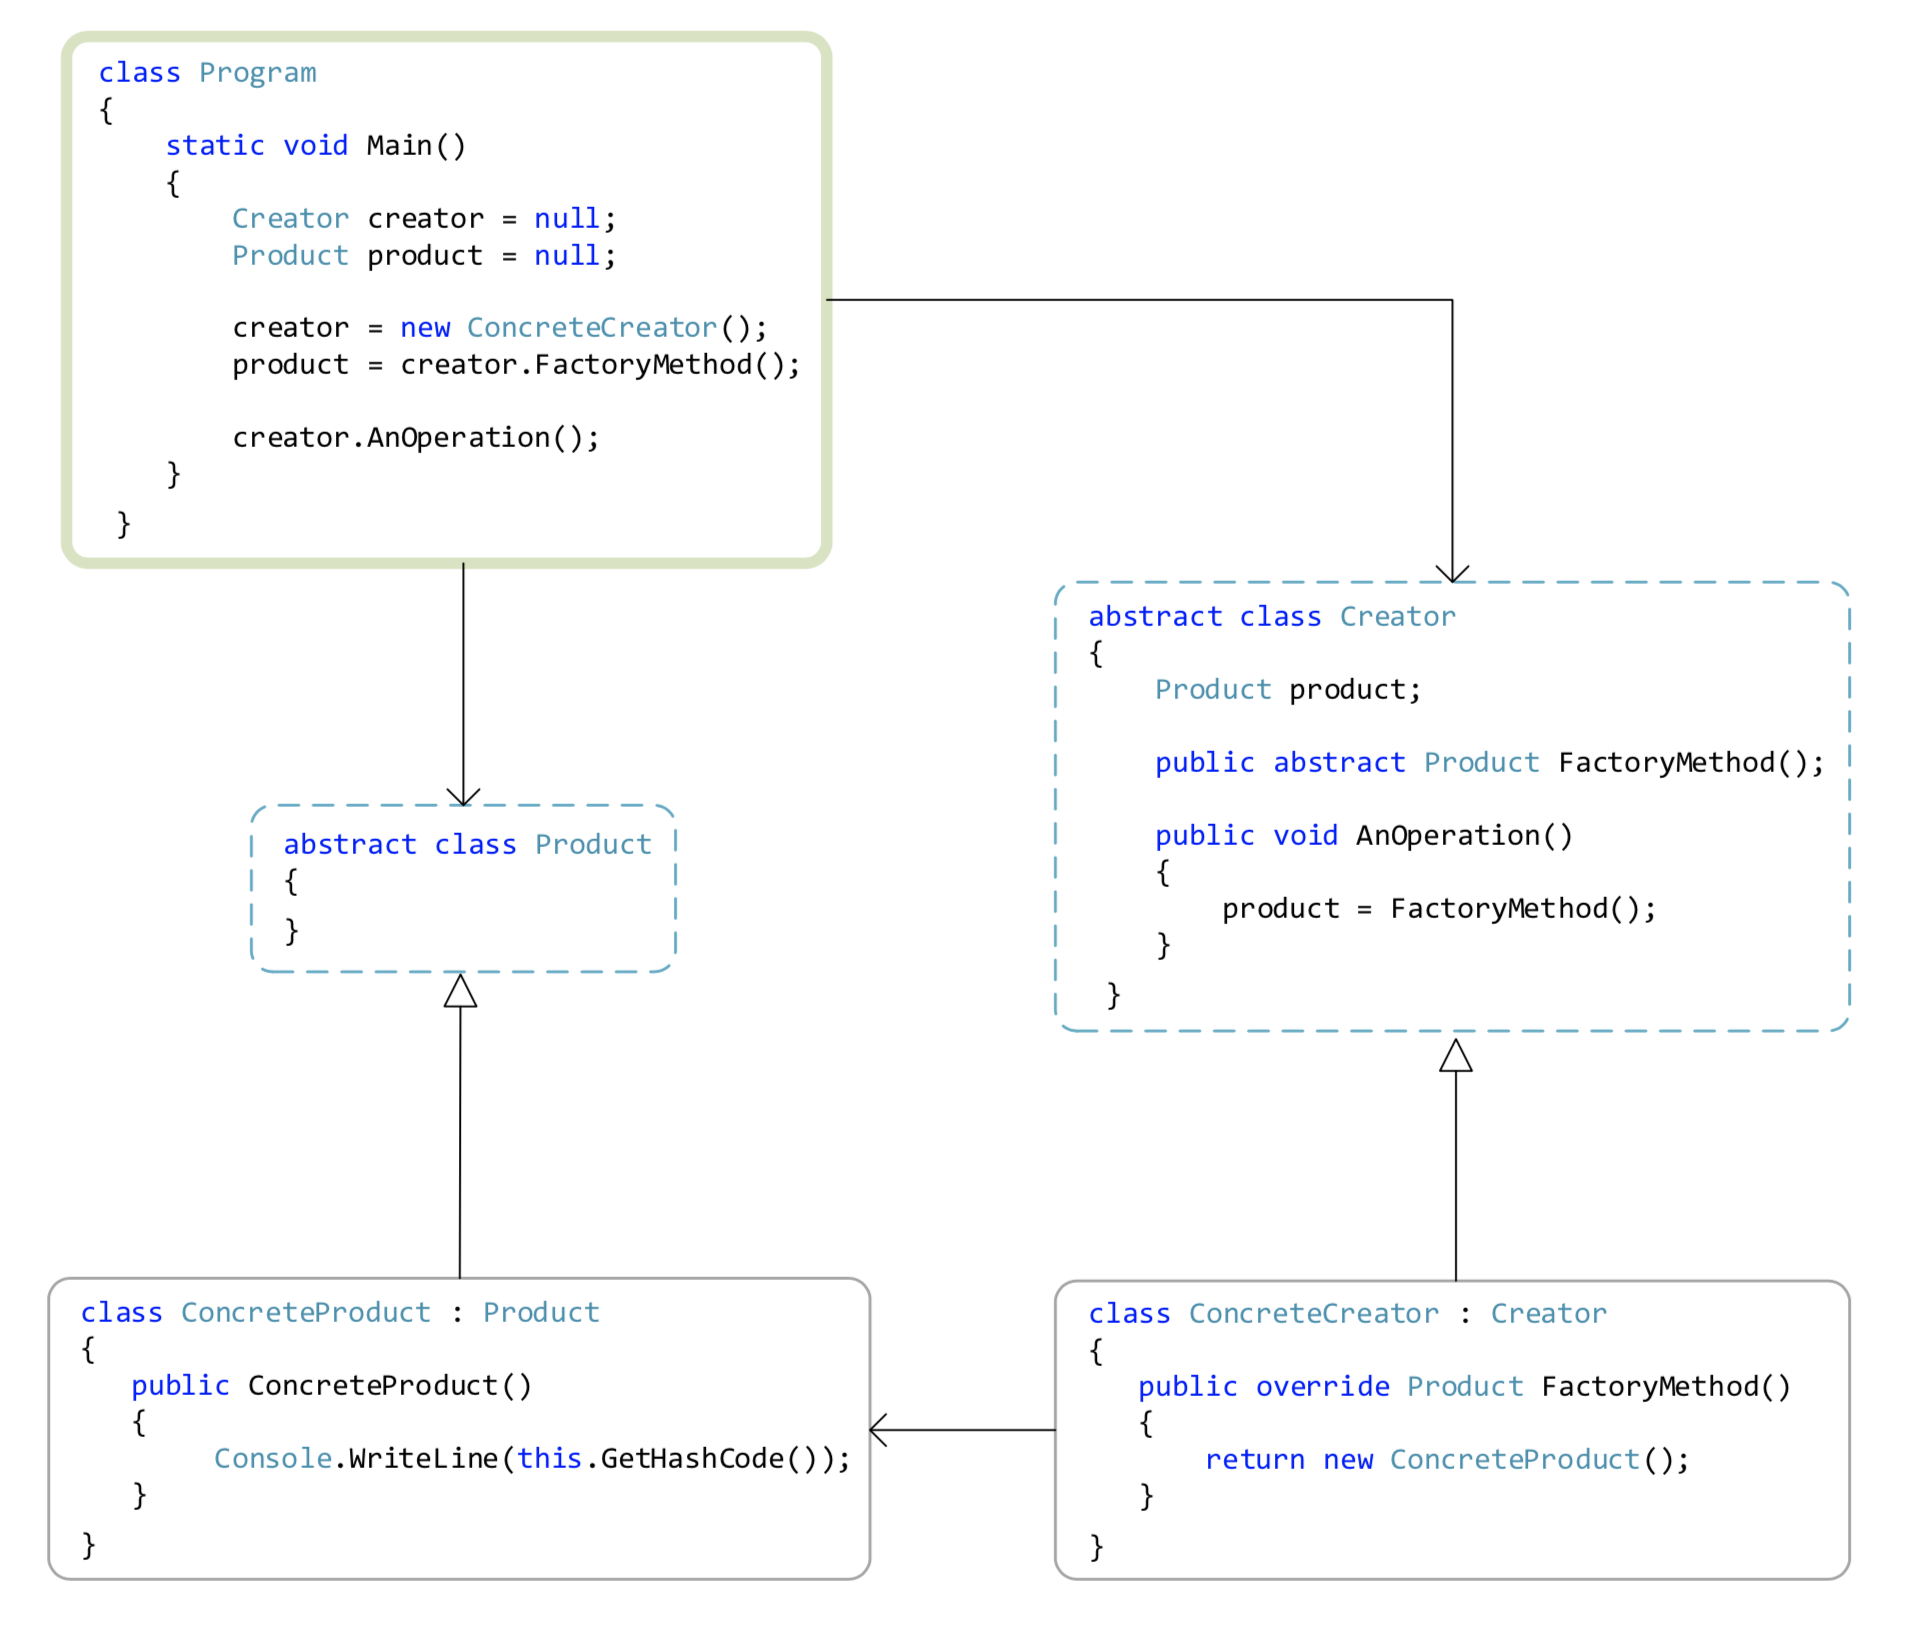 class Program
{
static void Main()
{
Creator creator = null;
Product product = null;
creator = new ConcreteCreator();
product = creator.FactoryMethod();
creator.AnOperation();
}
}
abstract class Creator
{
Product product;
public abstract Product FactoryMethod();
public void AnOperation()
{
product = FactoryMethod();
}
}
abstract class Product
{
}
class ConcreteProduct : Product
{
public ConcreteProduct()
{
Console.WriteLine(this.GetHashCode());
}
}
class ConcreteCreator : Creator
{
public override Product FactoryMethod()
{
return new ConcreteProduct();
}
}